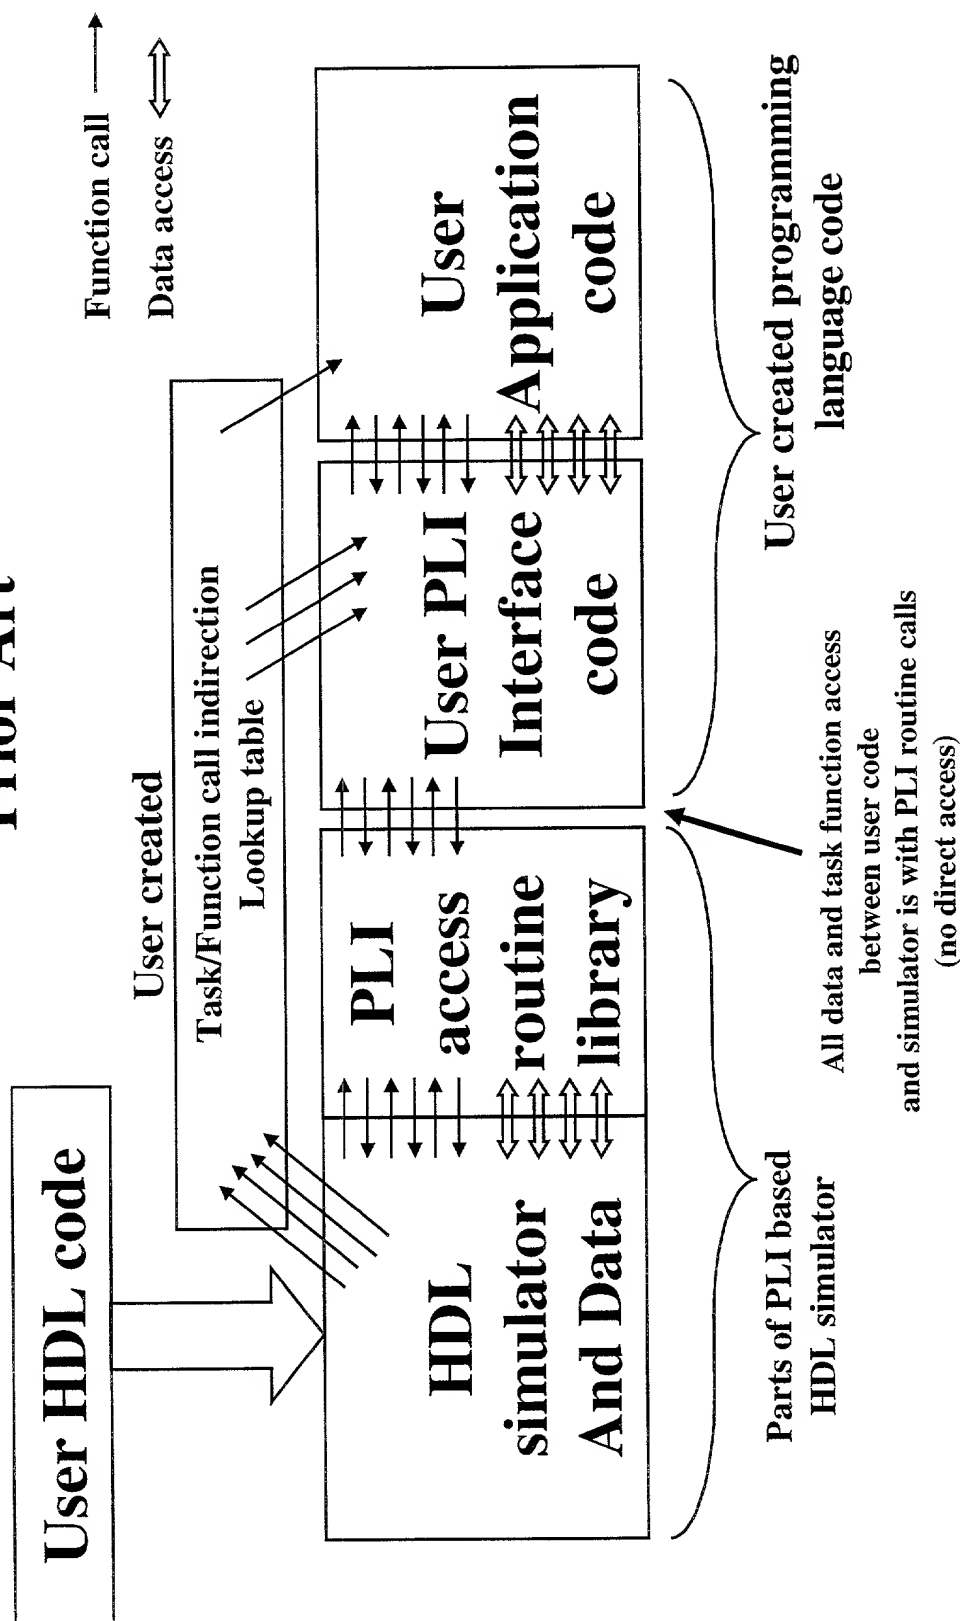 Prior Art
User HDL code
User created
Task/Function call indirection
Lookup table
Function call
Data access
HDL
simulator
And Data
PLI
access
routine
library
User PLI
Interface
code
User
Application
code
Parts of PLI based
HDL simulator
All data and task function access
between user code
and simulator is with PLI routine calls
(no direct access)
User created programming
language code